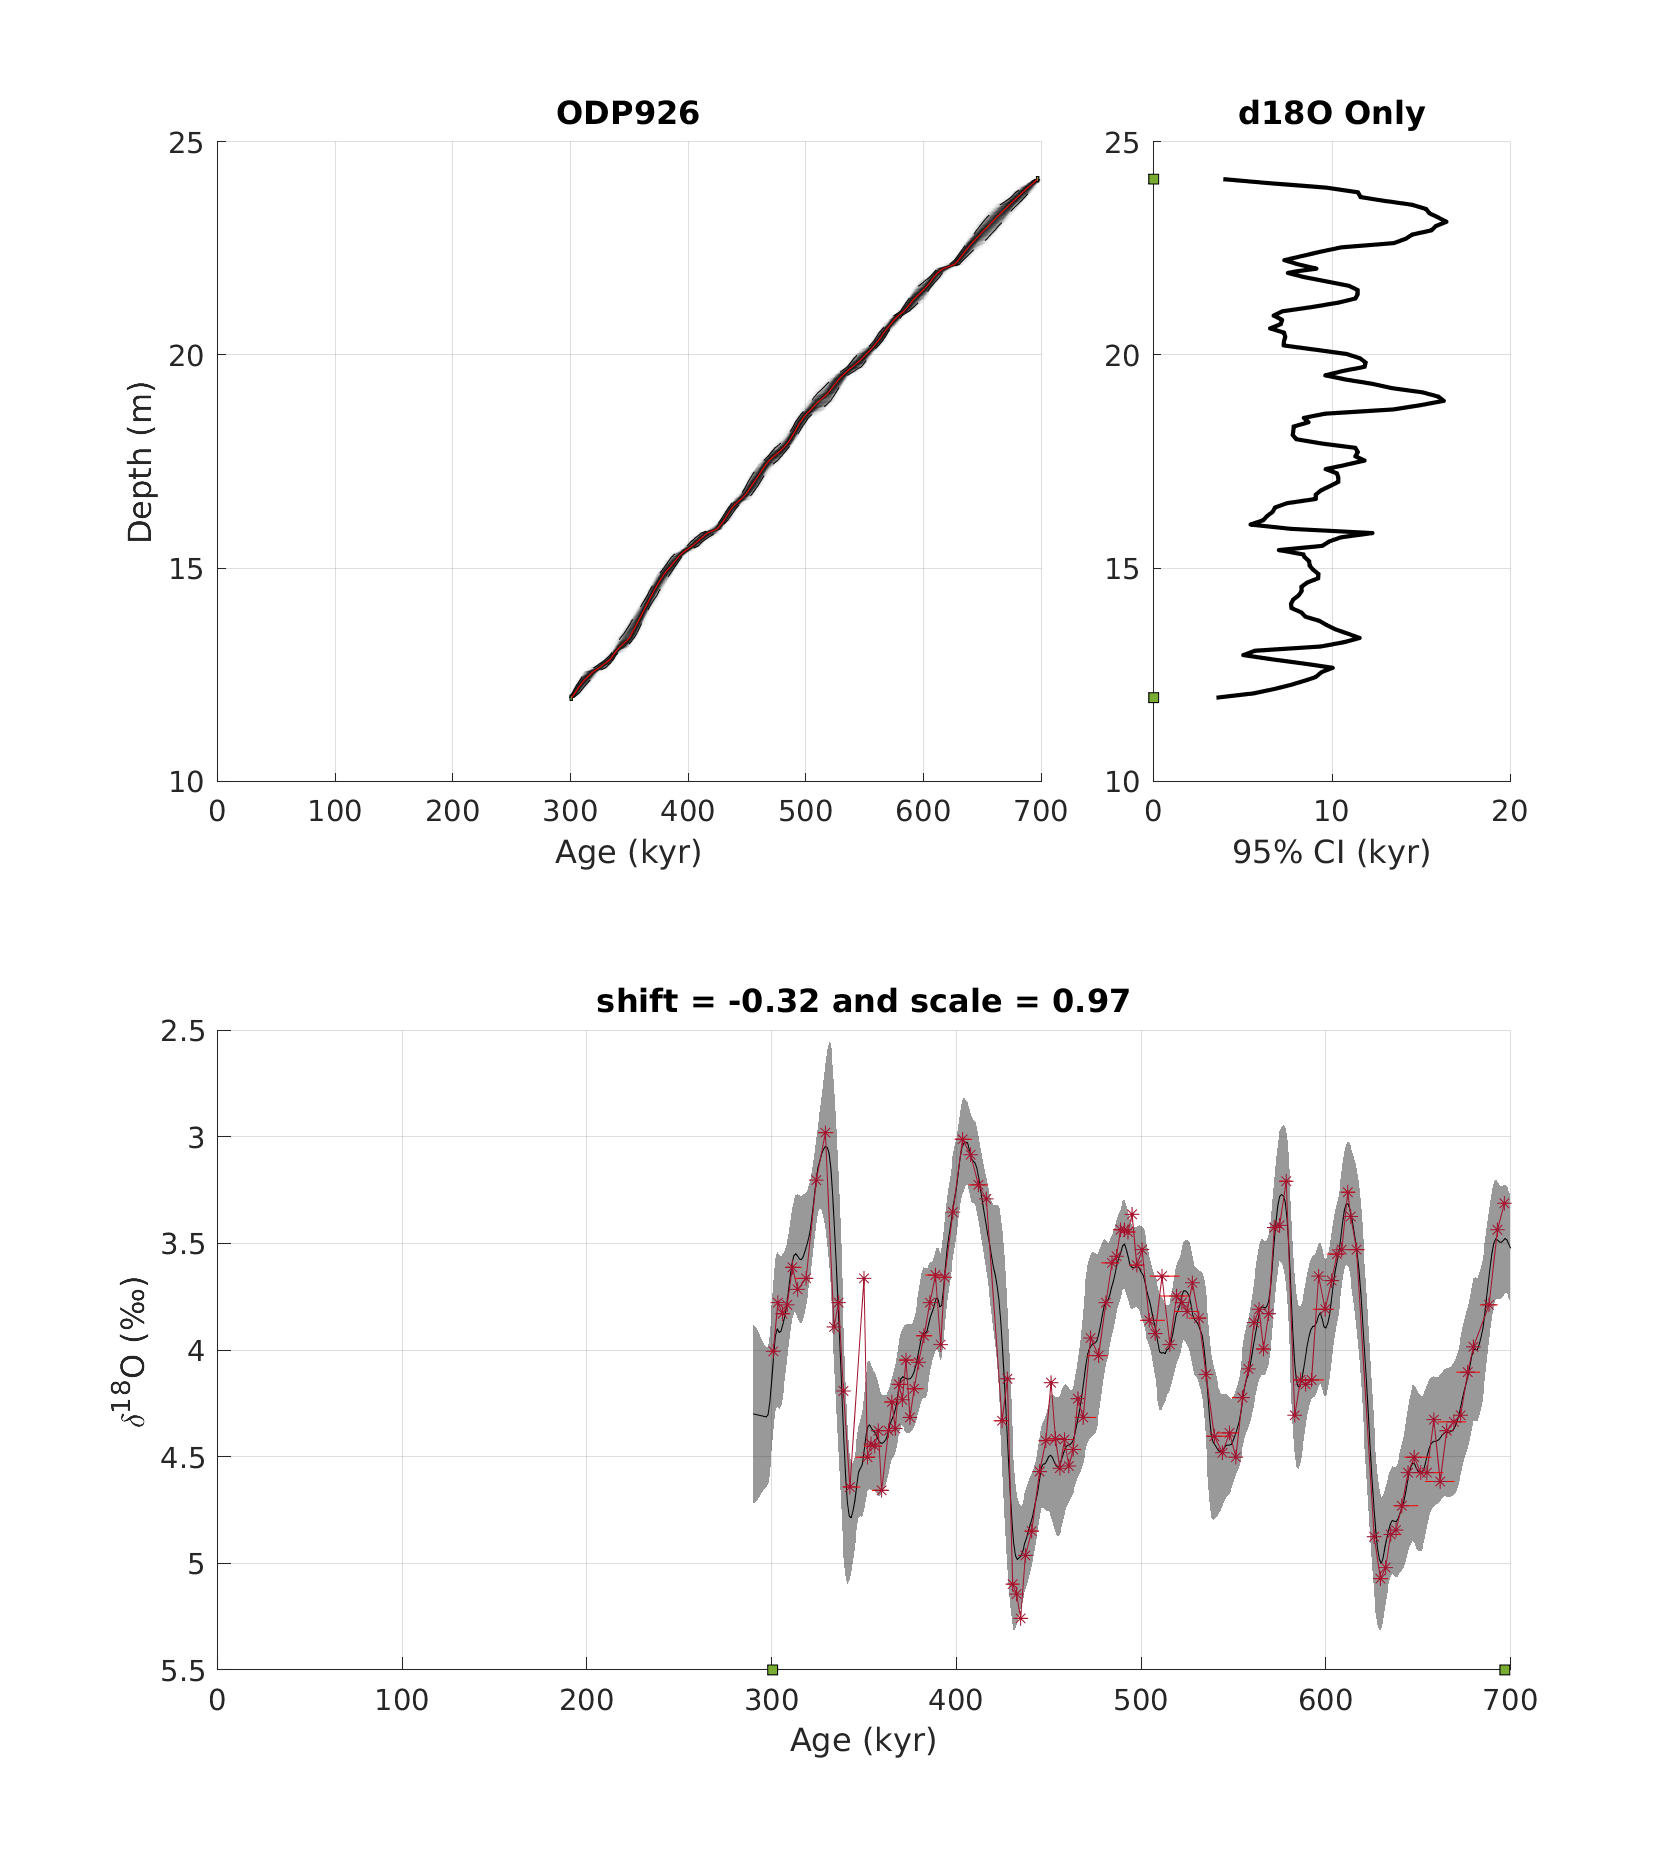 ODP926
25
20
15
10
Depth (m)
0 100 200 300 400 500 600 700
Age (kyr)
d18O Only
25
20
15
10
0 10 20
95% CI (kyr)
shift = -0.32 and scale = 0.97
2.5
3
3.5
4
4.5
5
5.5
δ18O (‰)
0 100 200 300 400 500 600 700
Age (kyr)